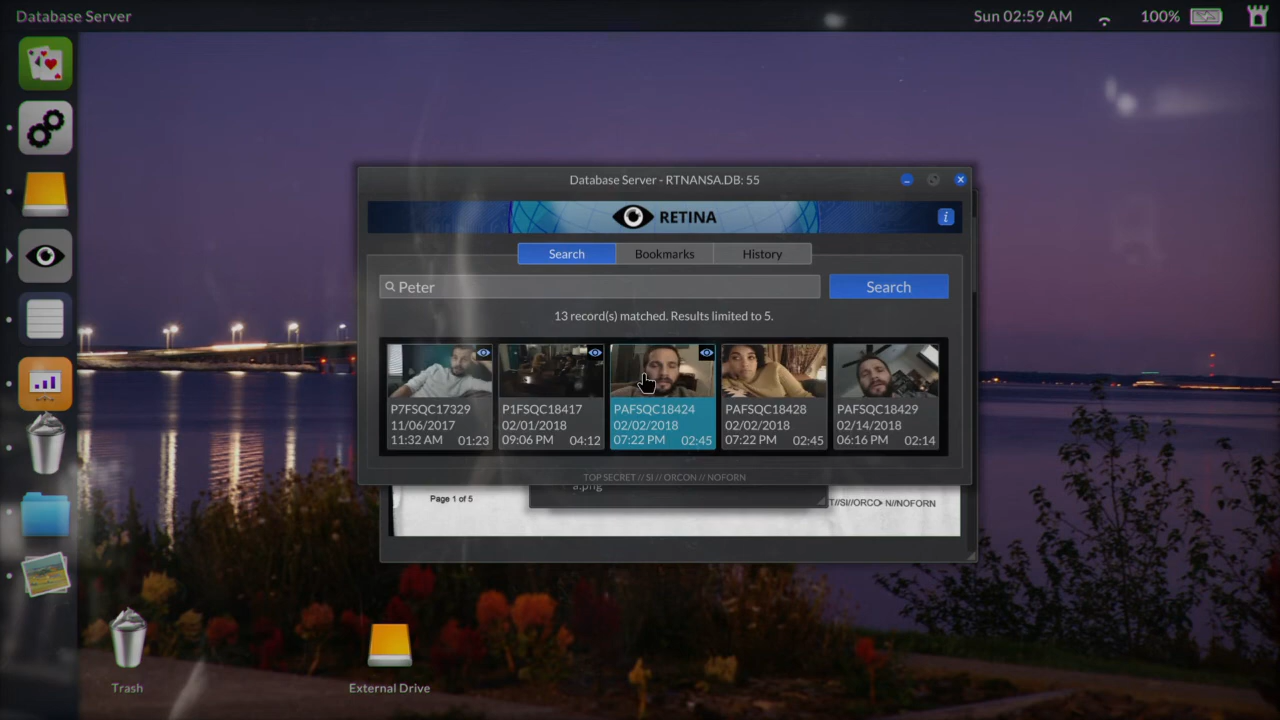 Database Server
Sun 02:59 AM
100%
Database Server - RTNANSA.DB: 55
RETINA
i
Search
Bookmarks
History
Peter
Search
13 record(s) matched. Results limited to 5.
P7FSQC17329
11/06/2017
11:32 AM 01:23
P1FSQC18417
02/01/2018
09:06 PM 04:12
PAFSQC18424
02/02/2018
07:22 PM 02:45
PAFSQC18428
02/02/2018
07:22 PM 02:45
PAFSQC18429
02/14/2018
06:16 PM 02:14
TOP SECRET // SI // ORCON // NOFORN
a.png
Page 1 of 5
T//SI//ORCO N//NOFORN
Trash
External Drive